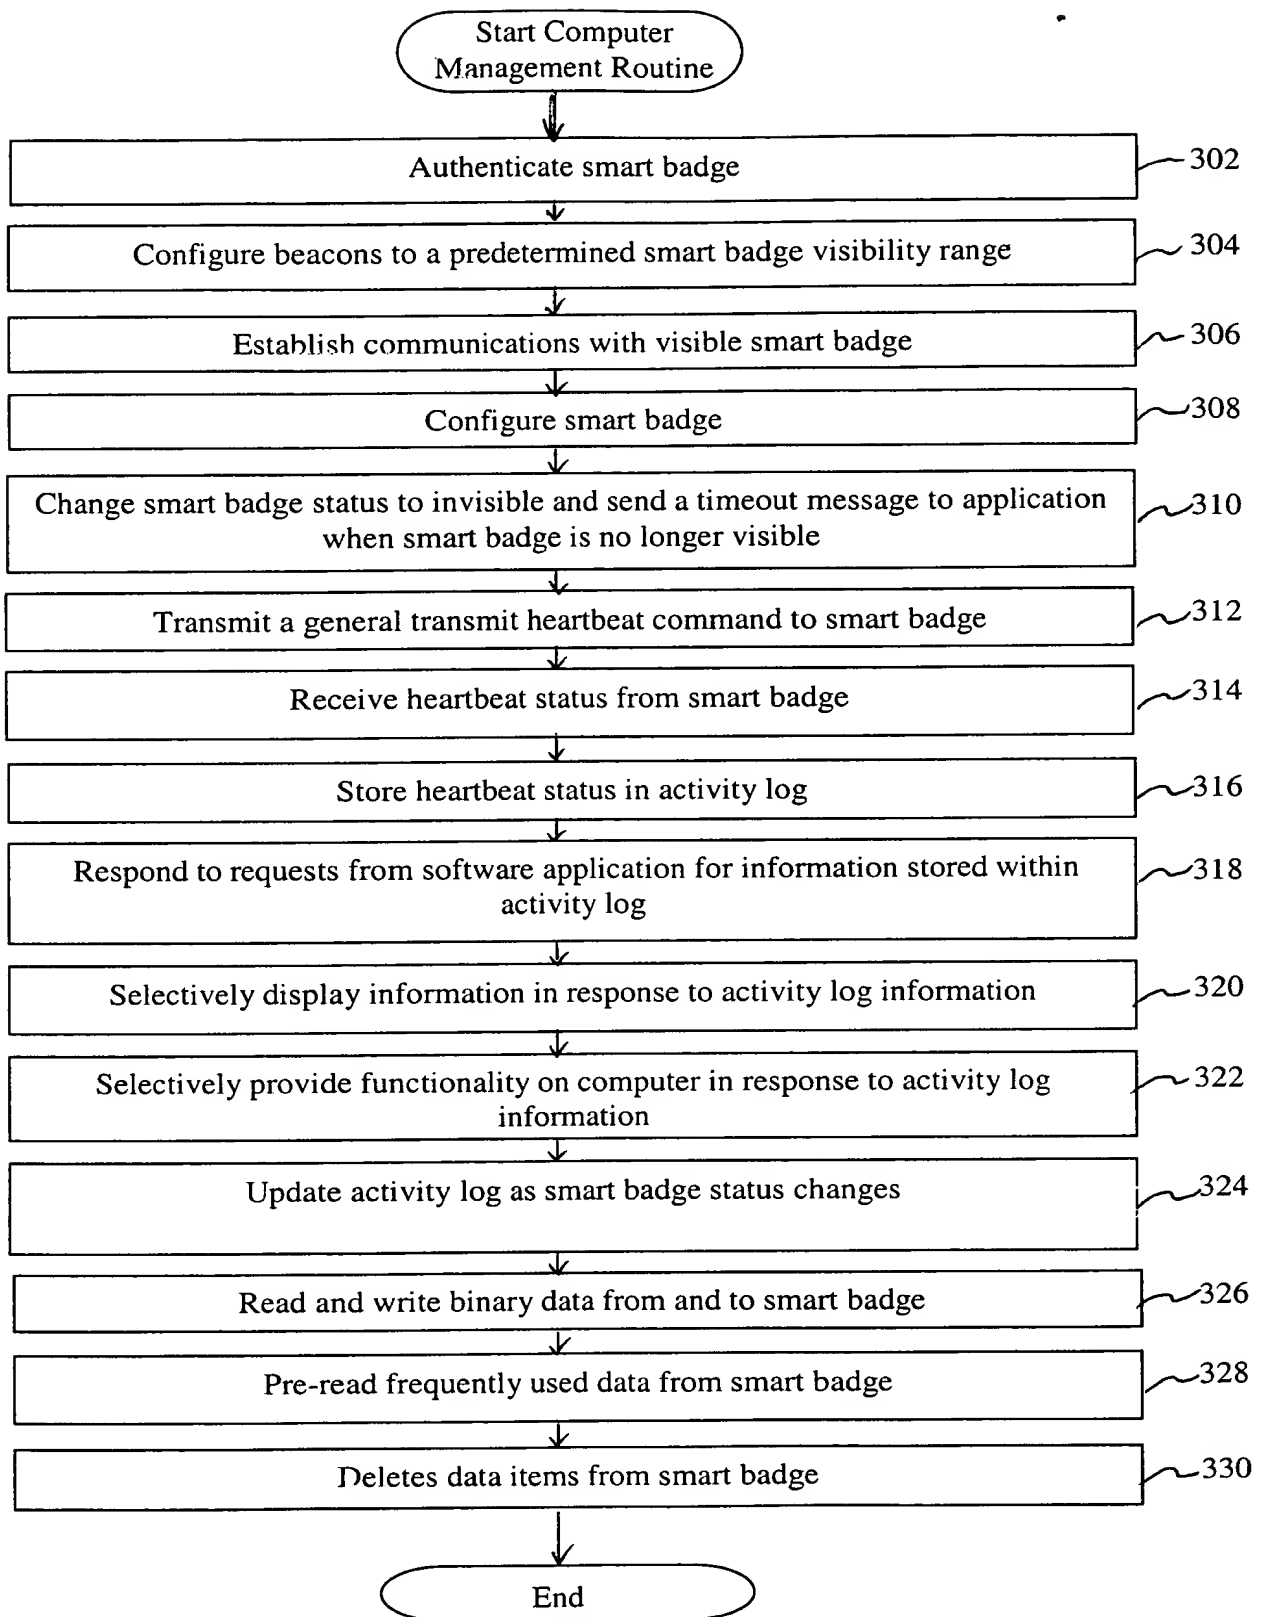 Start Computer
Management Routine
Authenticate smart badge
302
Configure beacons to a predetermined smart badge visibility range
304
Establish communications with visible smart badge
306
Configure smart badge
308
Change smart badge status to invisible and send a timeout message to application
when smart badge is no longer visible
310
Transmit a general transmit heartbeat command to smart badge
312
Receive heartbeat status from smart badge
314
Store heartbeat status in activity log
316
Respond to requests from software application for information stored within
activity log
318
Selectively display information in response to activity log information
320
Selectively provide functionality on computer in response to activity log
information
322
Update activity log as smart badge status changes
324
Read and write binary data from and to smart badge
326
Pre-read frequently used data from smart badge
328
Deletes data items from smart badge
330
End